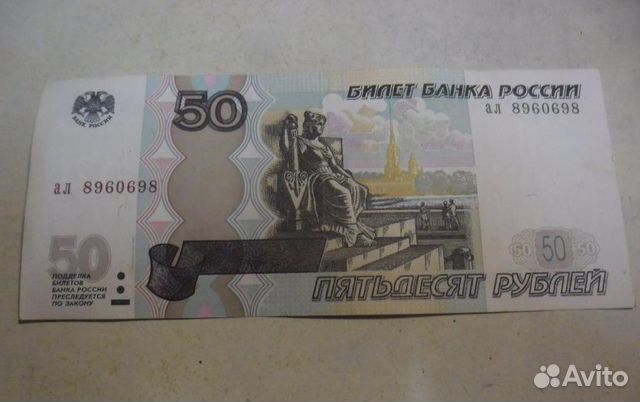 БИЛЕТ БАНКА РОССИИ
50
ал 8960698
БАНК РОССИИ
ал 8960698
50
50 50 50
ПОДДЕЛКА
БИЛЕТОВ
БАНКА РОССИИ
ПРЕСЛЕДУЕТСЯ
ПО ЗАКОНУ
ПЯТЬДЕСЯТ РУБЛЕЙ
Avito